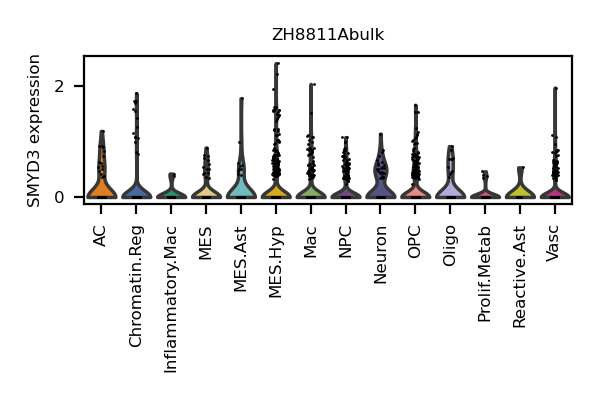 ZH8811Abulk
SMYD3 expression
2
0
AC
Chromatin.Reg
Inflammatory.Mac
MES
MES.Ast
MES.Hyp
Mac
NPC
Neuron
OPC
Oligo
Prolif.Metab
Reactive.Ast
Vasc